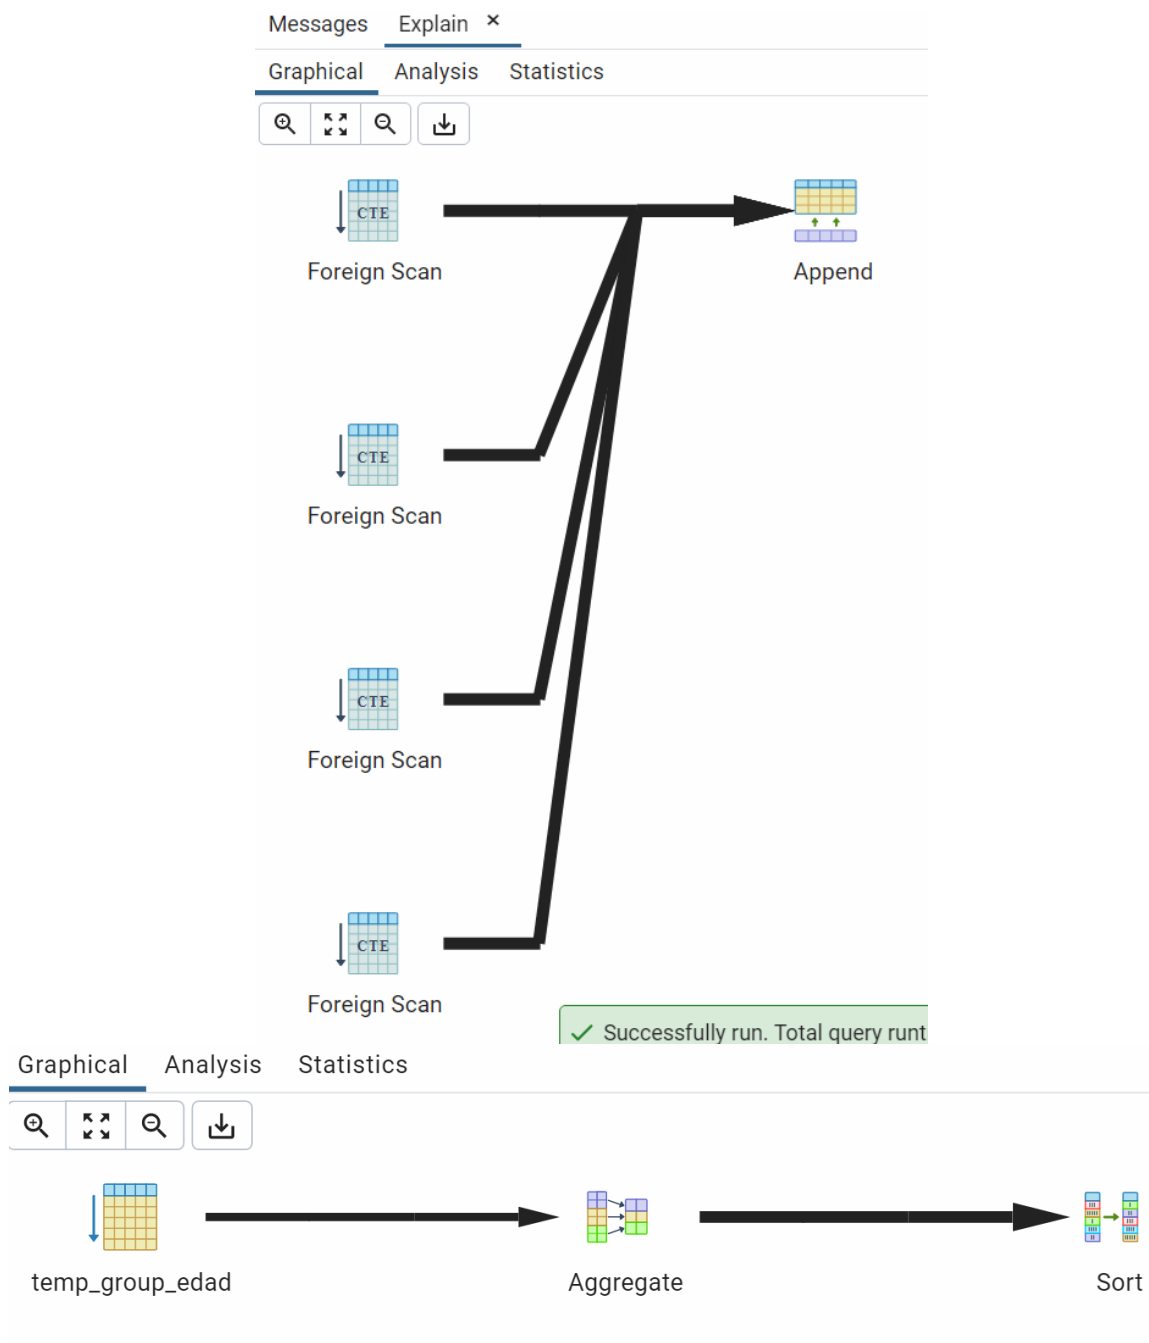 Messages Explain ×
Graphical Analysis Statistics
CTE
Foreign Scan Append
CTE
Foreign Scan
CTE
Foreign Scan
CTE
Foreign Scan
Successfully run. Total query runt
Graphical Analysis Statistics
temp_group_edad Aggregate Sort